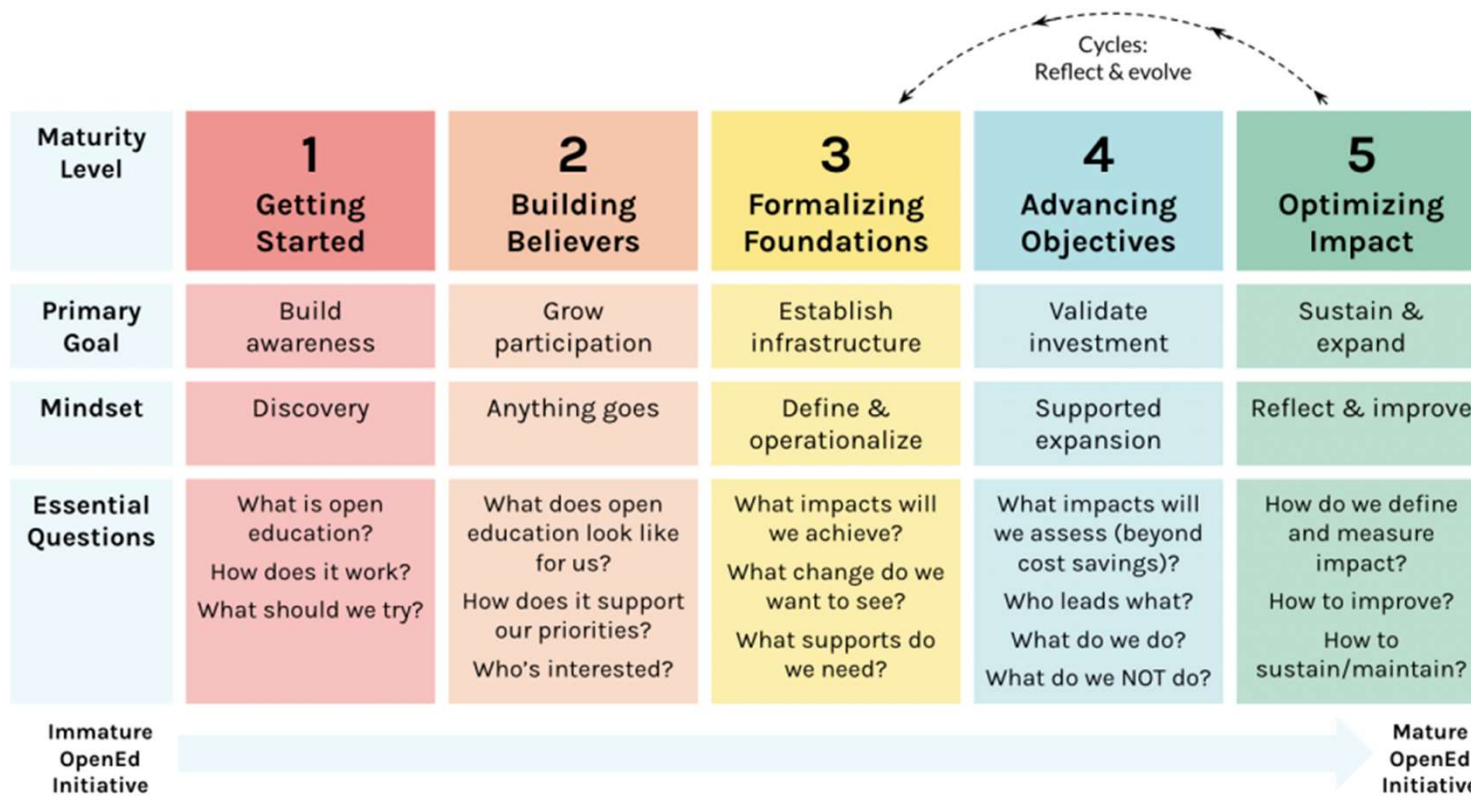 Cycles:
Reflect & evolve
Maturity
Level
1
Getting
Started
2
Building
Believers
3
Formalizing
Foundations
4
Advancing
Objectives
5
Optimizing
Impact
Primary
Goal
Build
awareness
Grow
participation
Establish
infrastructure
Validate
investment
Sustain &
expand
Mindset
Discovery
Anything goes
Define &
operationalize
Supported
expansion
Reflect & improve
Essential
Questions
What is open
education?
How does it work?
What should we try?
What does open
education look like
for us?
How does it support
our priorities?
Who's interested?
What impacts will
we achieve?
What change do we
want to see?
What supports do
we need?
What impacts will
we assess (beyond
cost savings)?
Who leads what?
What do we do?
What do we NOT do?
How do we define
and measure
impact?
How to improve?
How to
sustain/maintain?
Immature
OpenEd
Initiative
Mature
OpenEd
Initiative